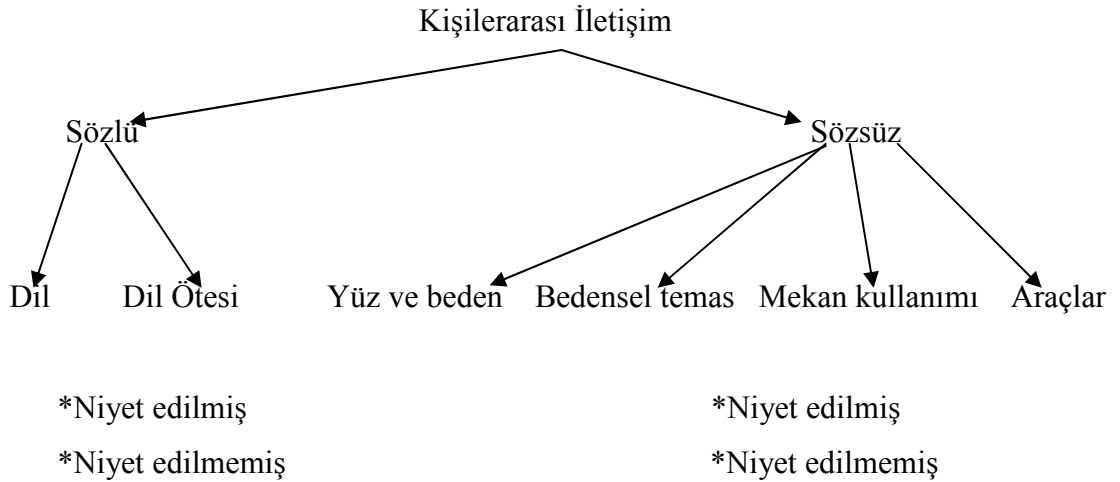 Kişilerarası İletişim
Sözlü Sözsüz
Dil Dil Ötesi Yüz ve beden Bedensel temas Mekan kullanımı Araçlar
*Niyet edilmiş *Niyet edilmiş
*Niyet edilmemiş *Niyet edilmemiş